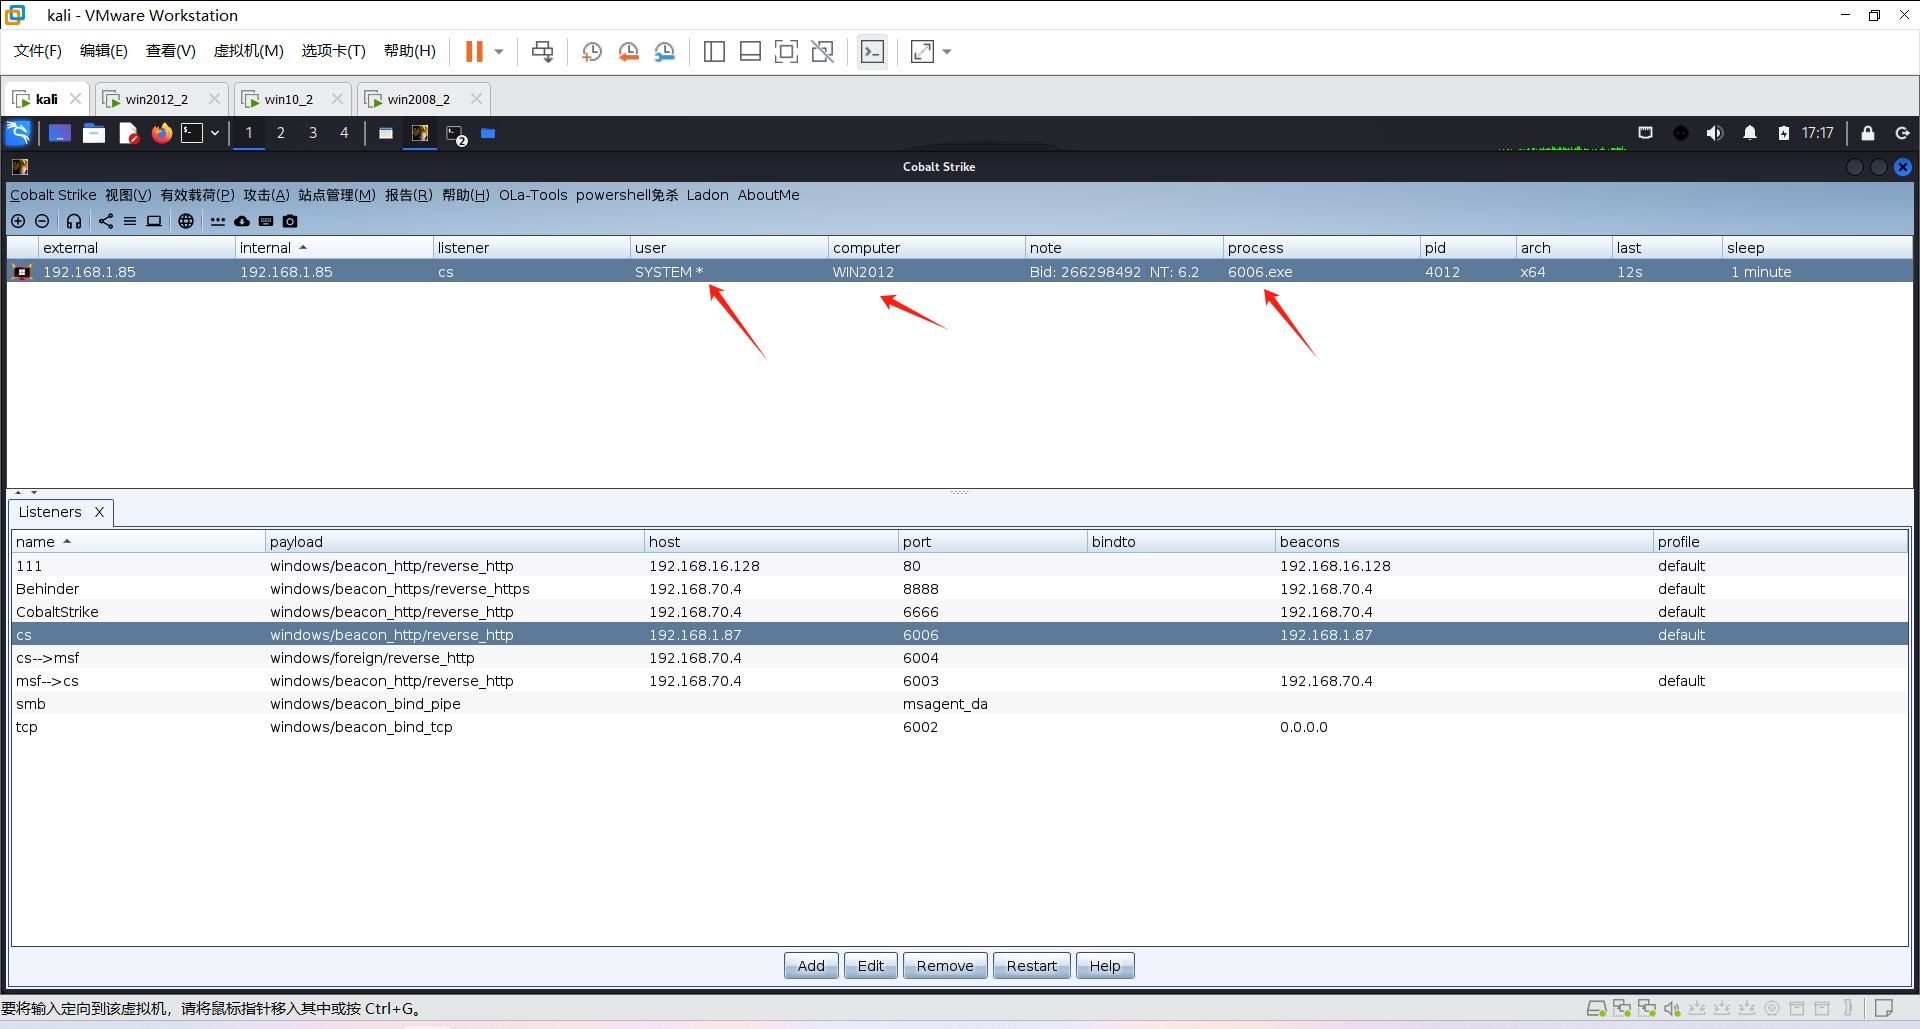 kali - VMware Workstation
文件(F) 编辑(E) 查看(V) 虚拟机(M) 选项卡(T) 帮助(H)
kali win2012_2 win10_2 win2008_2
1 2 3 4 2 17:17
Cobalt Strike
Cobalt Strike 视图(V) 有效载荷(P) 攻击(A) 站点管理(M) 报告(R) 帮助(H) OLa-Tools powershell免杀 Ladon AboutMe
external internal listener user computer note process pid arch last sleep
192.168.1.85 192.168.1.85 cs SYSTEM * WIN2012 Bid: 266298492 NT: 6.2 6006.exe 4012 x64 12s 1 minute
Listeners X
name payload host port bindto beacons profile
111 windows/beacon_http/reverse_http 192.168.16.128 80 192.168.16.128 default
Behinder windows/beacon_https/reverse_https 192.168.70.4 8888 192.168.70.4 default
CobaltStrike windows/beacon_http/reverse_http 192.168.70.4 6666 192.168.70.4 default
cs windows/beacon_http/reverse_http 192.168.1.87 6006 192.168.1.87 default
cs-->msf windows/foreign/reverse_http 192.168.70.4 6004
msf-->cs windows/beacon_http/reverse_http 192.168.70.4 6003 192.168.70.4 default
smb windows/beacon_bind_pipe msagent_da
tcp windows/beacon_bind_tcp 6002 0.0.0.0
Add Edit Remove Restart Help
要将输入定向到该虚拟机，请将鼠标指针移入其中或按 Ctrl+G。